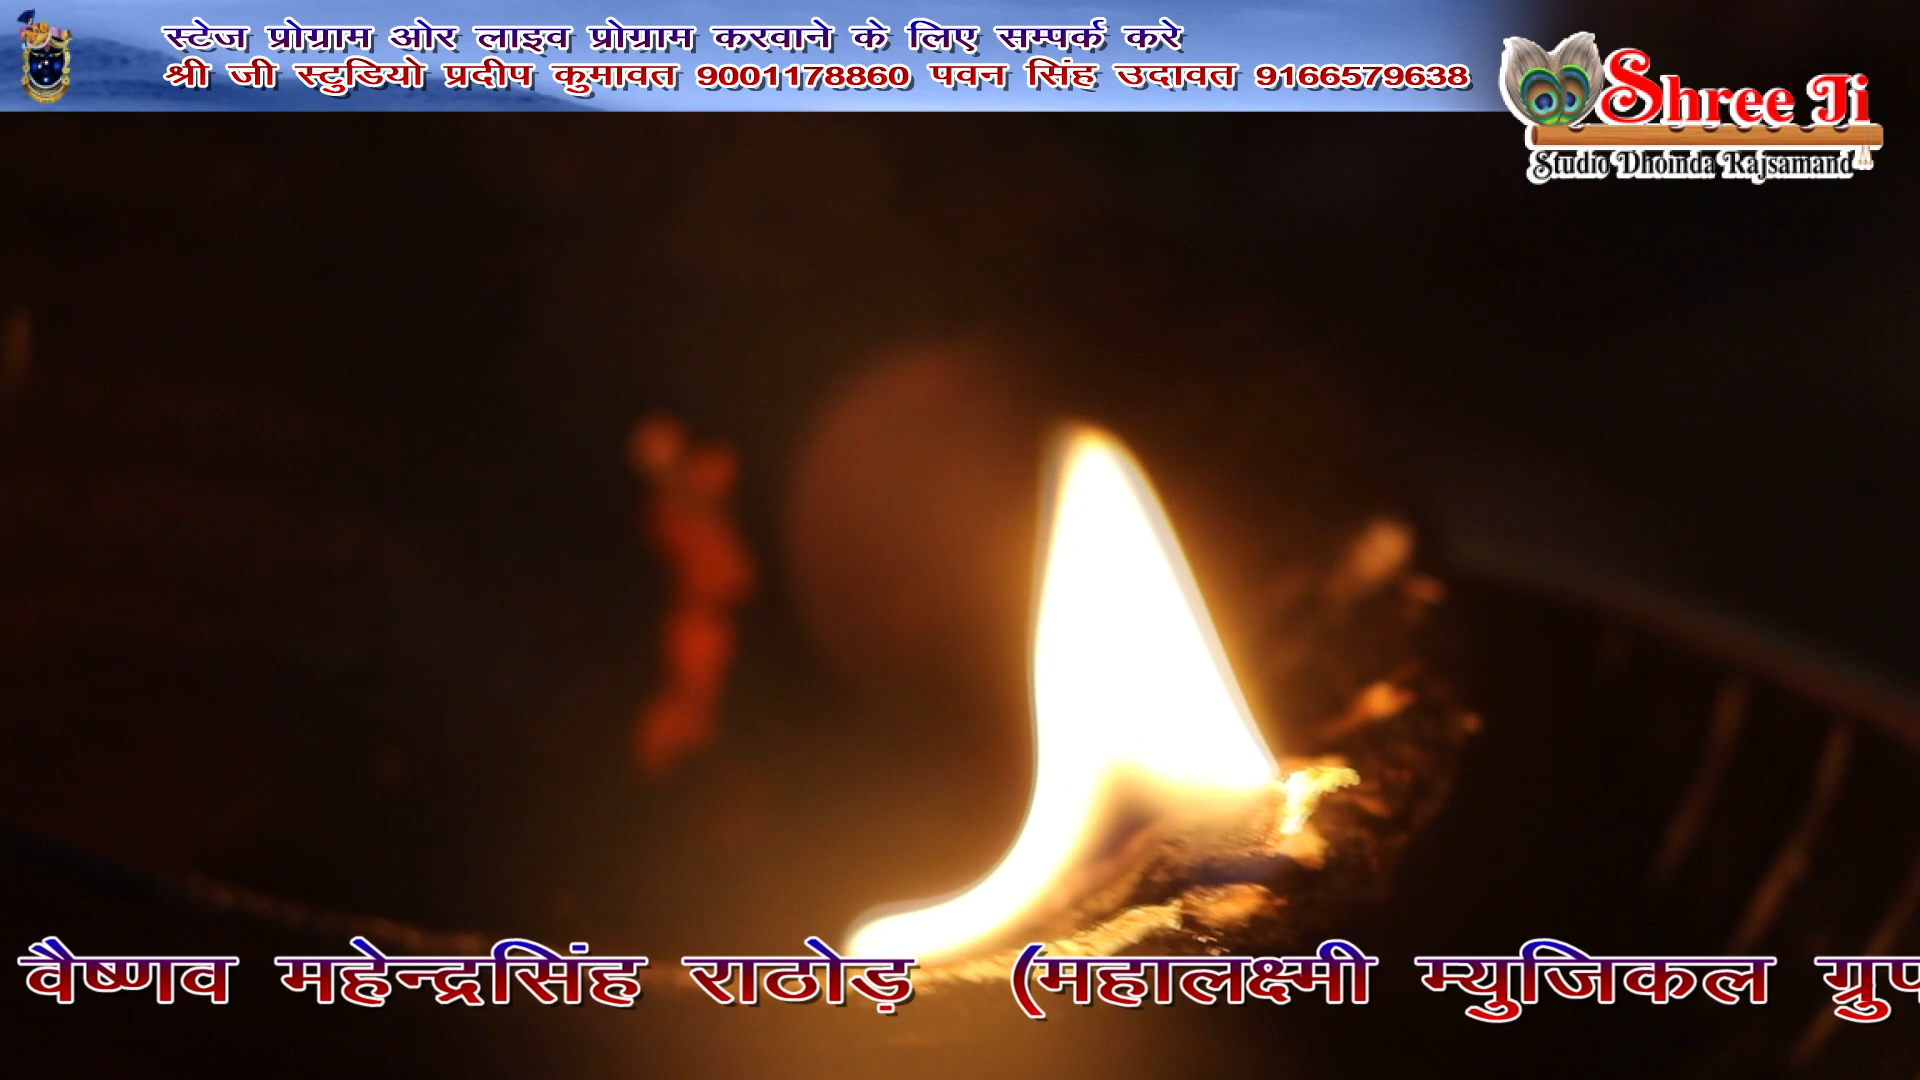 स्टेज प्रोग्राम ओर लाइव प्रोग्राम करवाने के लिए सम्पर्क करे
श्री जी स्टुडियो प्रदीप कुमावत 9001178860 पवन सिंह उदावत 9166579638
Shree Ji
Studio Dhoinda Rajsamand
वैष्णव महेन्द्रसिंह राठोड़ (महालक्ष्मी म्युजिकल ग्रुप